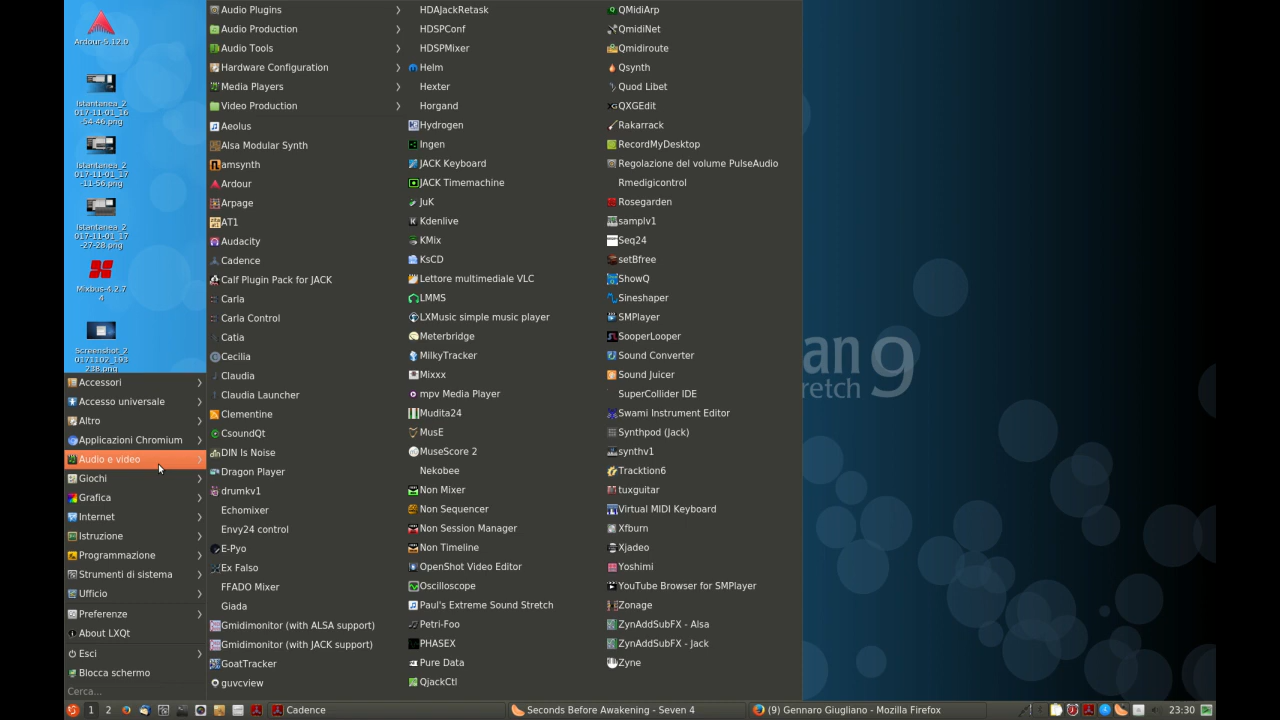 Ardour-5.12.0
Istantanea_2
017-11-01_16
-54-46.png
Istantanea_2
017-11-01_17
-11-56.png
Istantanea_2
017-11-01_17
-27-28.png
Mixbus-4.2.7
4
Screenshot_2
0171102_193
238.png
Accessori
Accesso universale
Altro
Applicazioni Chromium
Audio e video
Giochi
Grafica
Internet
Istruzione
Programmazione
Strumenti di sistema
Ufficio
Preferenze
About LXQt
Esci
Blocca schermo
Cerca...
Audio Plugins
Audio Production
Audio Tools
Hardware Configuration
Media Players
Video Production
Aeolus
Alsa Modular Synth
amsynth
Ardour
Arpage
AT1
Audacity
Cadence
Calf Plugin Pack for JACK
Carla
Carla Control
Catia
Cecilia
Claudia
Claudia Launcher
Clementine
CsoundQt
DIN Is Noise
Dragon Player
drumkv1
Echomixer
Envy24 control
E-Pyo
Ex Falso
FFADO Mixer
Giada
Gmidimonitor (with ALSA support)
Gmidimonitor (with JACK support)
GoatTracker
guvcview
HDAJackRetask
HDSPConf
HDSPMixer
Helm
Hexter
Horgand
Hydrogen
Ingen
JACK Keyboard
JACK Timemachine
JuK
Kdenlive
KMix
KsCD
Lettore multimediale VLC
LMMS
LXMusic simple music player
Meterbridge
MilkyTracker
Mixxx
mpv Media Player
Mudita24
MusE
MuseScore 2
Nekobee
Non Mixer
Non Sequencer
Non Session Manager
Non Timeline
OpenShot Video Editor
Oscilloscope
Paul's Extreme Sound Stretch
Petri-Foo
PHASEX
Pure Data
QjackCtl
QMidiArp
QmidiNet
Qmidiroute
Qsynth
Quod Libet
QXGEdit
Rakarrack
RecordMyDesktop
Regolazione del volume PulseAudio
Rmedigicontrol
Rosegarden
samplv1
Seq24
setBfree
ShowQ
Sineshaper
SMPlayer
SooperLooper
Sound Converter
Sound Juicer
SuperCollider IDE
Swami Instrument Editor
Synthpod (Jack)
synthv1
Tracktion6
tuxguitar
Virtual MIDI Keyboard
Xfburn
Xjadeo
Yoshimi
YouTube Browser for SMPlayer
Zonage
ZynAddSubFX - Alsa
ZynAddSubFX - Jack
Zyne
an 9
retch
1 2
Cadence
Seconds Before Awakening - Seven 4
(9) Gennaro Giugliano - Mozilla Firefox
23:30